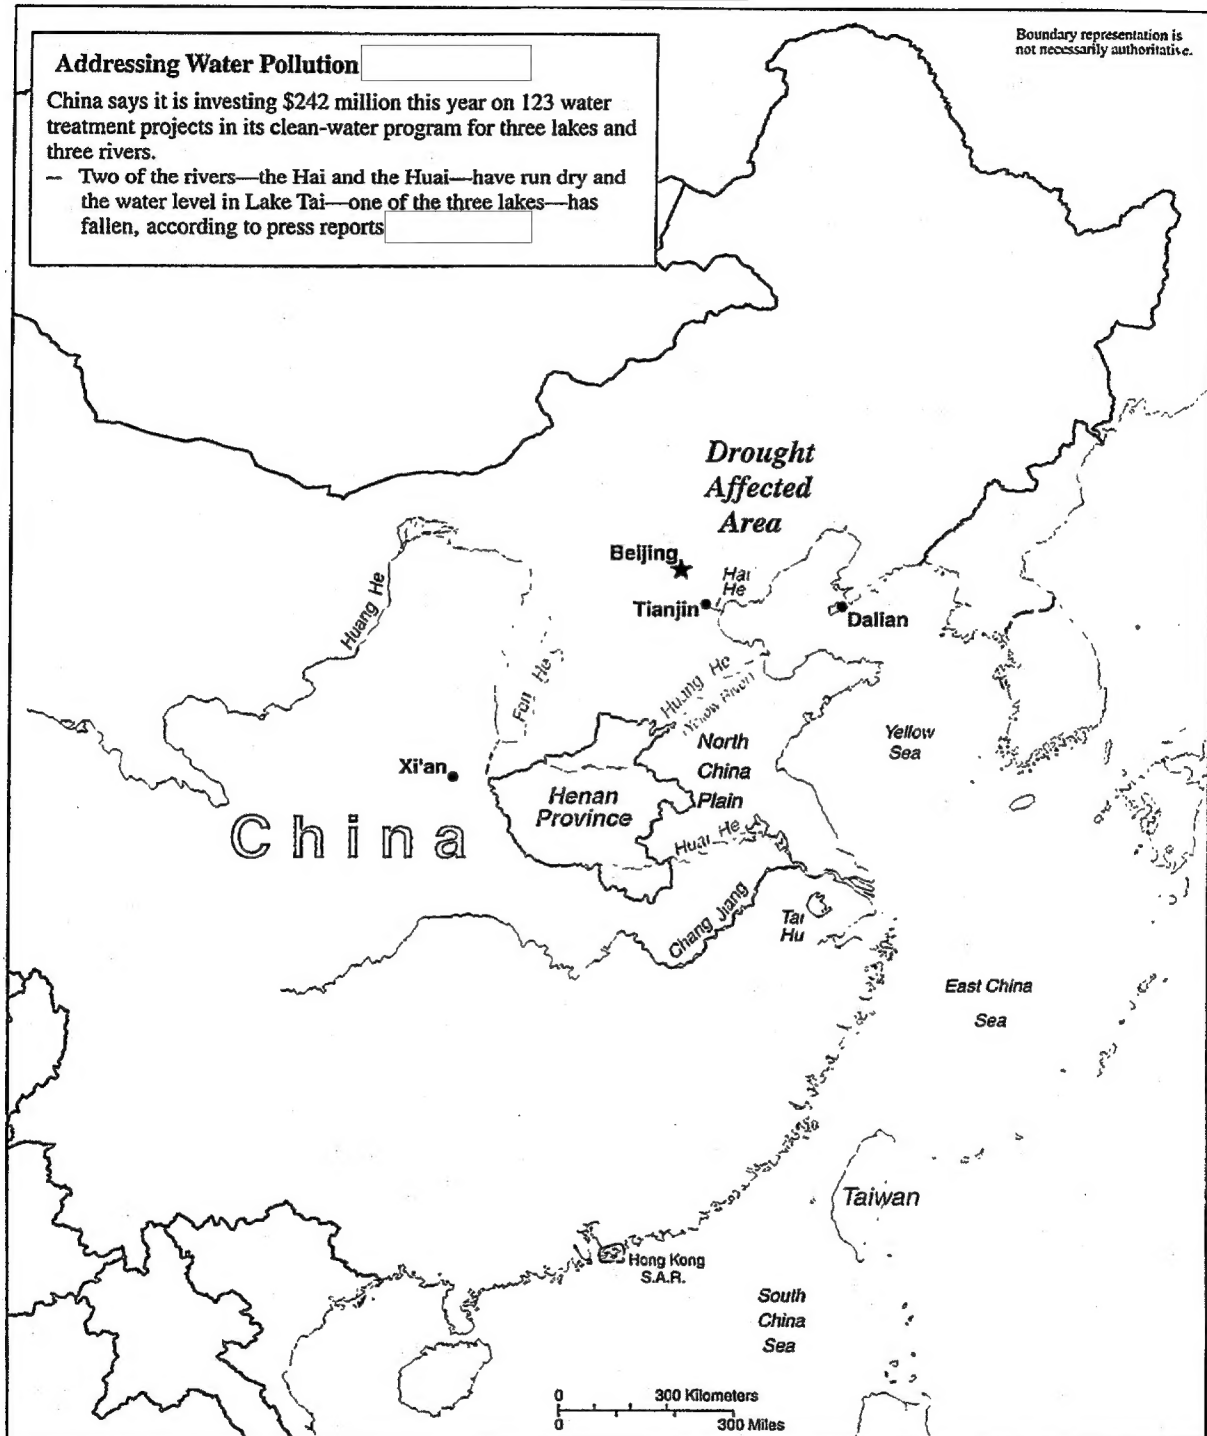 Boundary representation is
not necessarily authoritative.
Addressing Water Pollution
China says it is investing $242 million this year on 123 water
treatment projects in its clean-water program for three lakes and
three rivers.
— Two of the rivers—the Hai and the Huai—have run dry and
the water level in Lake Tai—one of the three lakes—has
fallen, according to press reports
Drought
Affected
Area
Beijing
Hai
He
Tianjin
Dalian
Huang He
Fen He
Huang He
(Yellow River)
Yellow
Sea
North
China
Plain
Xi'an
Henan
Province
China
Huai He
Chang Jiang
Tai
Hu
East China
Sea
Taiwan
Hong Kong
S.A.R.
South
China
Sea
0 300 Kilometers
0 300 Miles